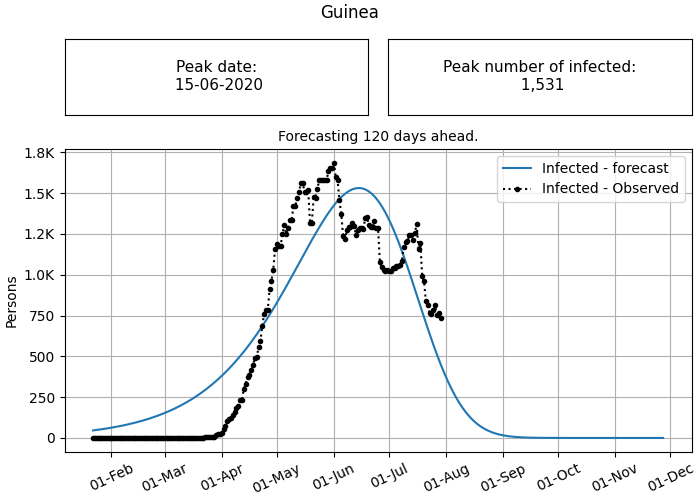 Guinea
Peak date:
15-06-2020
Peak number of infected:
1,531
Forecasting 120 days ahead.
1.8K
1.5K
1.2K
1.0K
750
500
250
0
Persons
Infected - forecast
Infected - Observed
01-Feb
01-Mar
01-Apr
01-May
01-Jun
01-Jul
01-Aug
01-Sep
01-Oct
01-Nov
01-Dec